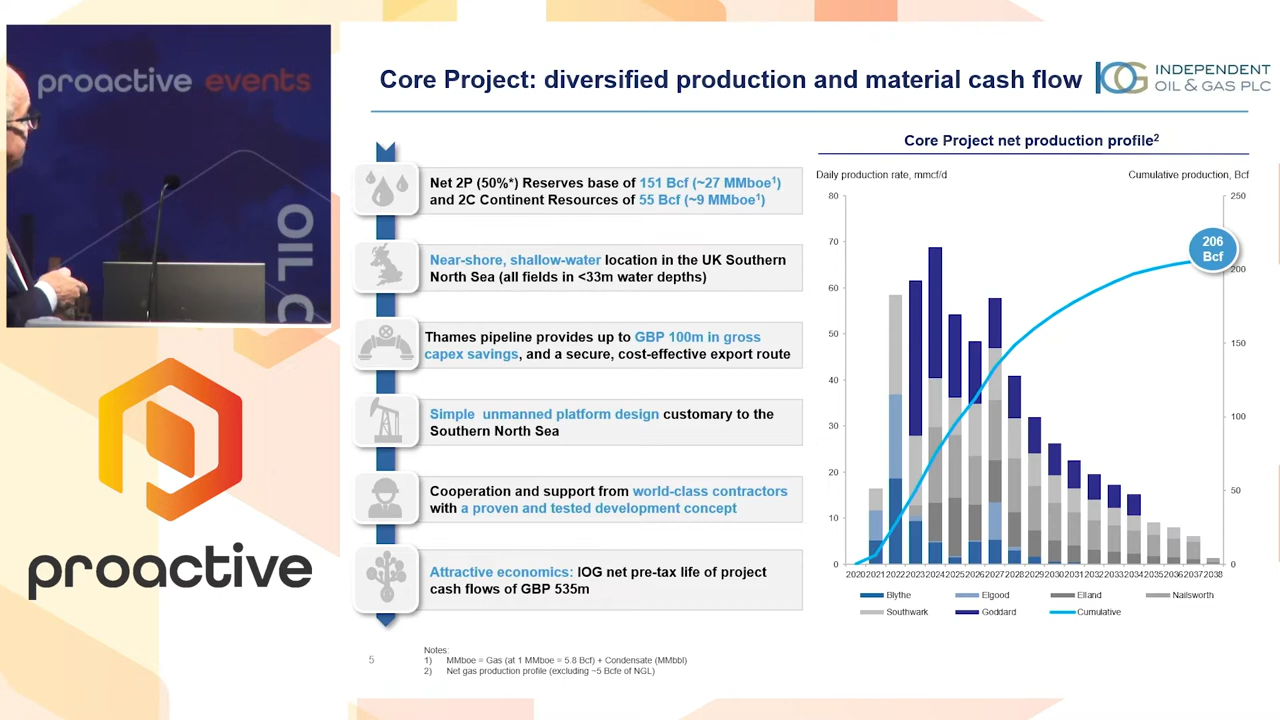 proactive events
OIL C
proactive
Core Project: diversified production and material cash flow
IOG
INDEPENDENT
OIL & GAS PLC
Net 2P (50%*) Reserves base of 151 Bcf (~27 MMboe1)
and 2C Continent Resources of 55 Bcf (~9 MMboe1)
Near-shore, shallow-water location in the UK Southern
North Sea (all fields in <33m water depths)
Thames pipeline provides up to GBP 100m in gross
capex savings, and a secure, cost-effective export route
Simple unmanned platform design customary to the
Southern North Sea
Cooperation and support from world-class contractors
with a proven and tested development concept
Attractive economics: IOG net pre-tax life of project
cash flows of GBP 535m
Core Project net production profile2
Daily production rate, mmcf/d
Cumulative production, Bcf
80
70
60
50
40
30
20
10
0
250
200
150
100
50
0
206
Bcf
2020 2021 2022 2023 2024 2025 2026 2027 2028 2029 2030 2031 2032 2033 2034 2035 2036 2037 2038
Blythe
Elgood
Elland
Nailsworth
Southwark
Goddard
Cumulative
5
Notes:
1) MMboe = Gas (at 1 MMboe = 5.8 Bcf) + Condensate (MMbbl)
2) Net gas production profile (excluding ~5 Bcfe of NGL)